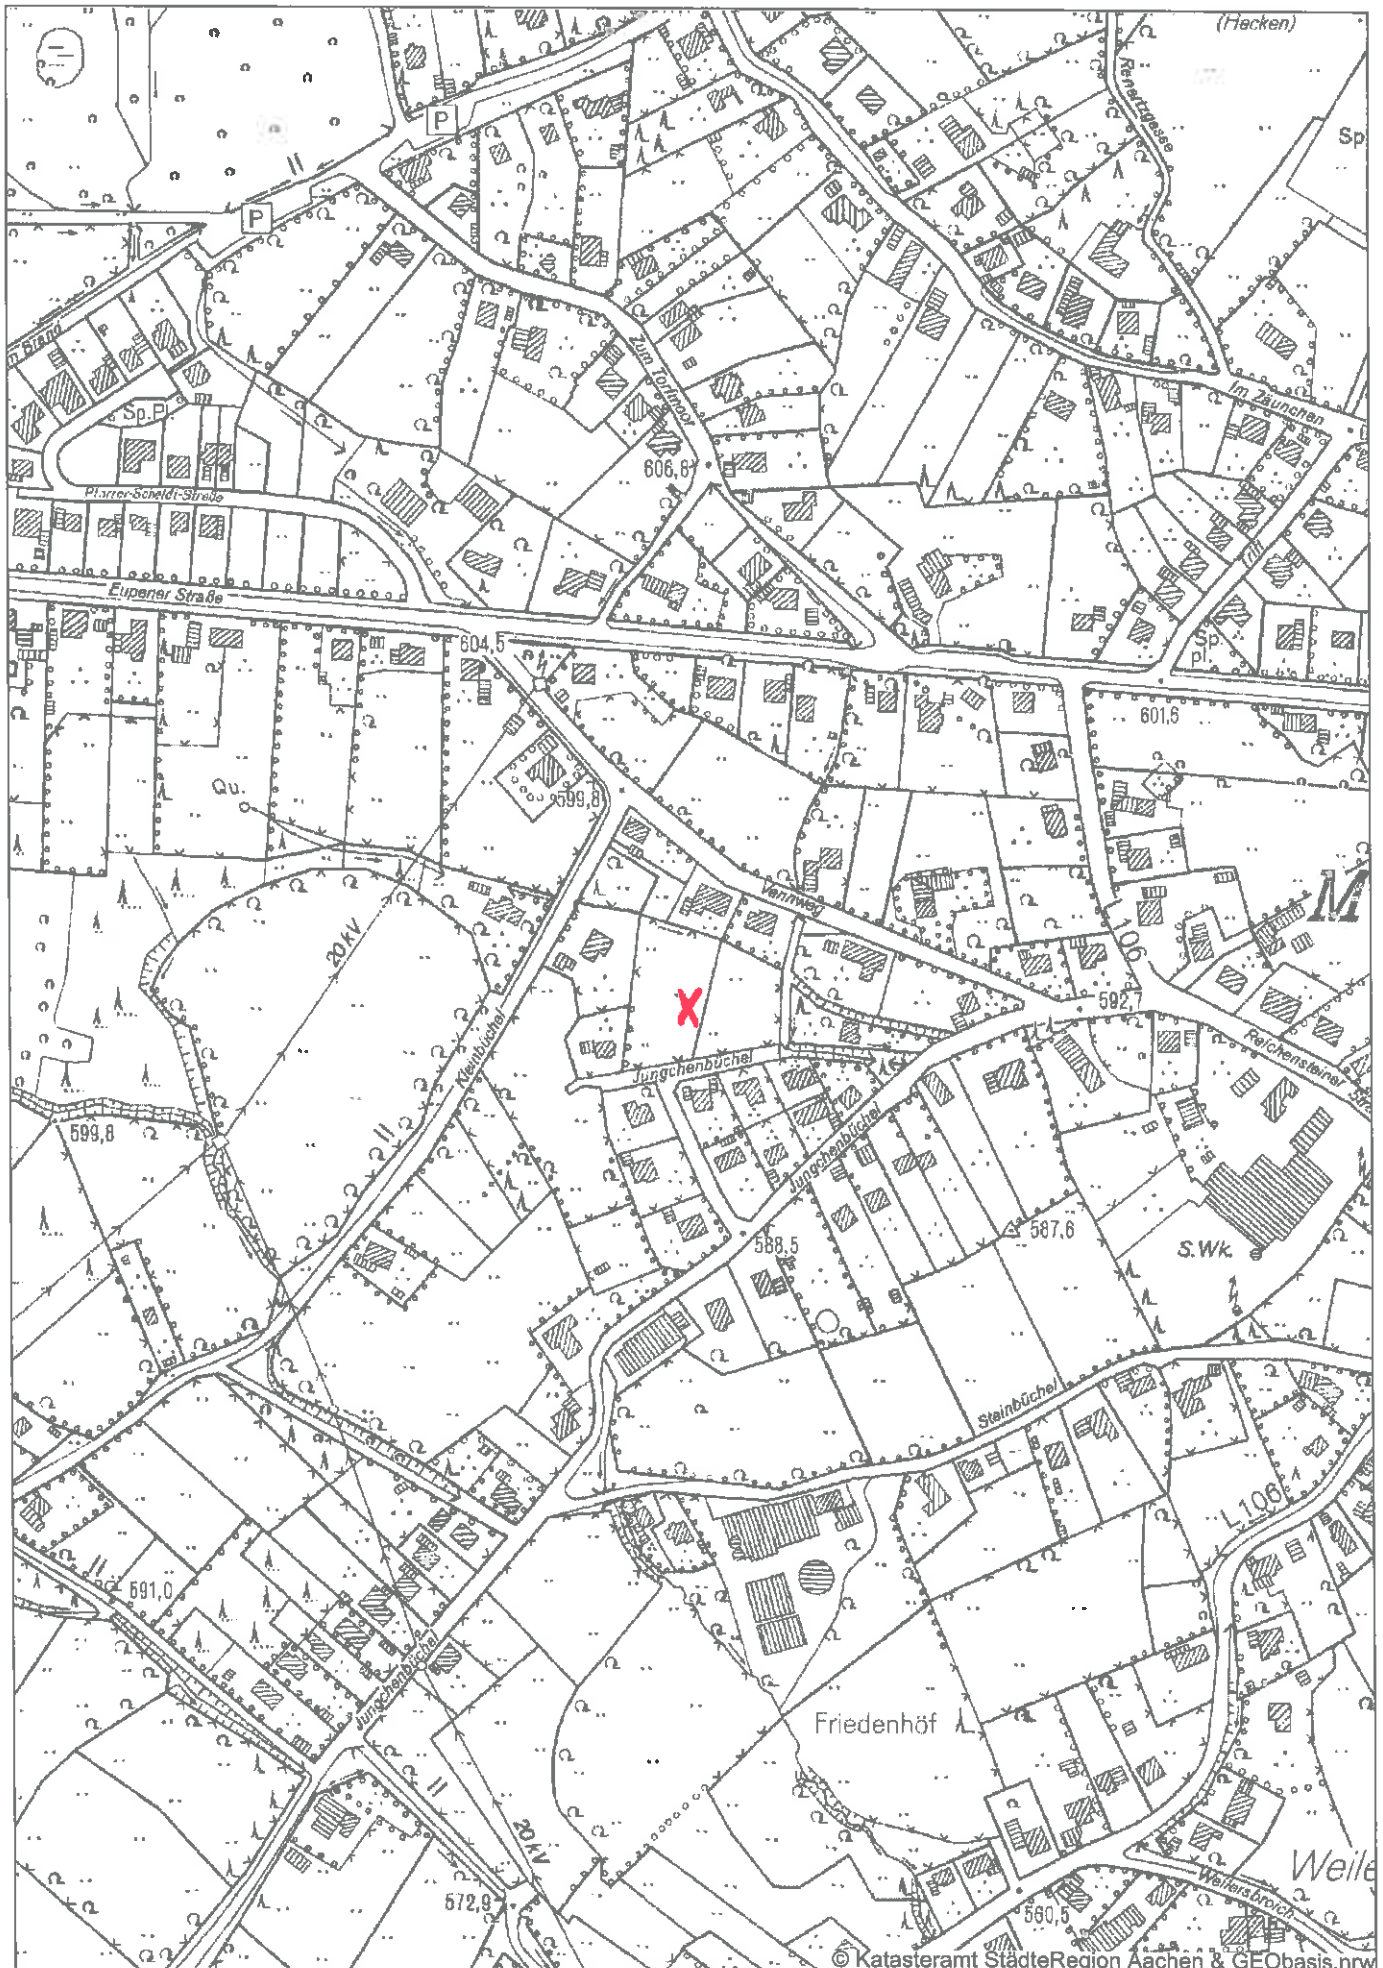 (Hecken)
P
Sp
P
Zum Torfmoor
Im Zäunchen
Sp.Pl.
606,8
Pfarrer-Scheidt-Straße
Eupener Straße
604,5
Sp.
pl.
601,5
Qu.
599,8
Vennweg
M
20 kV
106
592,7
Kleinbüchel
Jungchenbüchel
Reichensteiner
599,8
Jungchenbüchel
587,6
588,5
S.Wk.
Steinbüchel
L 106
591,0
Jungchenbüchel
Friedenhöf
20 kV
Weile
Weilersbroich
572,9
560,5
© Katasteramt StädteRegion Aachen & GEObasis.nrw